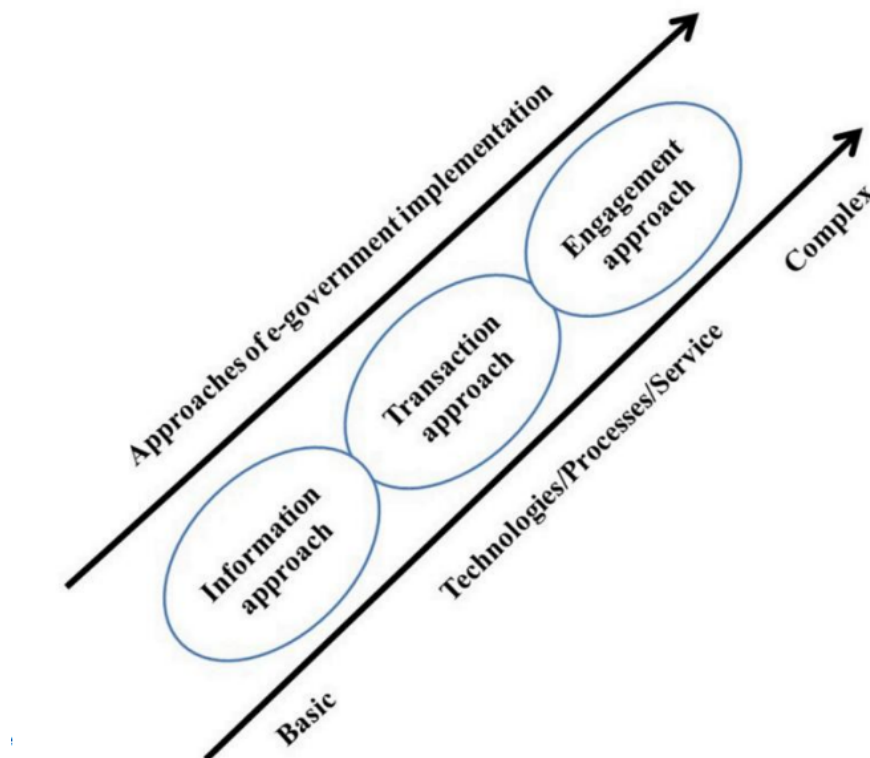 Approaches of e-government implementation
Engagement
approach
Transaction
approach
Information
approach
Complex
Technologies/Processes/Service
Basic